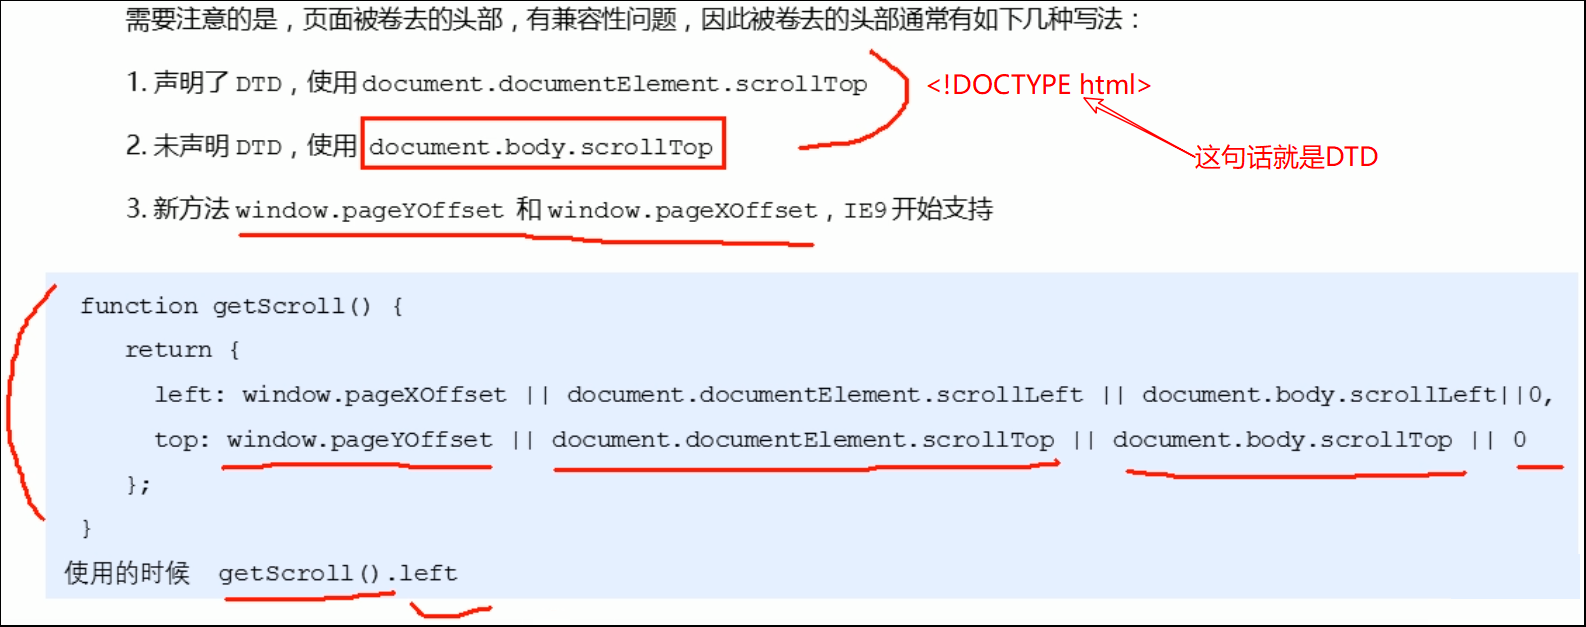 需要注意的是，页面被卷去的头部，有兼容性问题，因此被卷去的头部通常有如下几种写法：
1. 声明了 DTD，使用 document.documentElement.scrollTop
<!DOCTYPE html>
2. 未声明 DTD，使用 document.body.scrollTop
这句话就是DTD
3. 新方法 window.pageYOffset 和 window.pageXOffset，IE9 开始支持
function getScroll() {
return {
left: window.pageXOffset || document.documentElement.scrollLeft || document.body.scrollLeft||0,
top: window.pageYOffset || document.documentElement.scrollTop || document.body.scrollTop || 0
};
}
使用的时候 getScroll().left